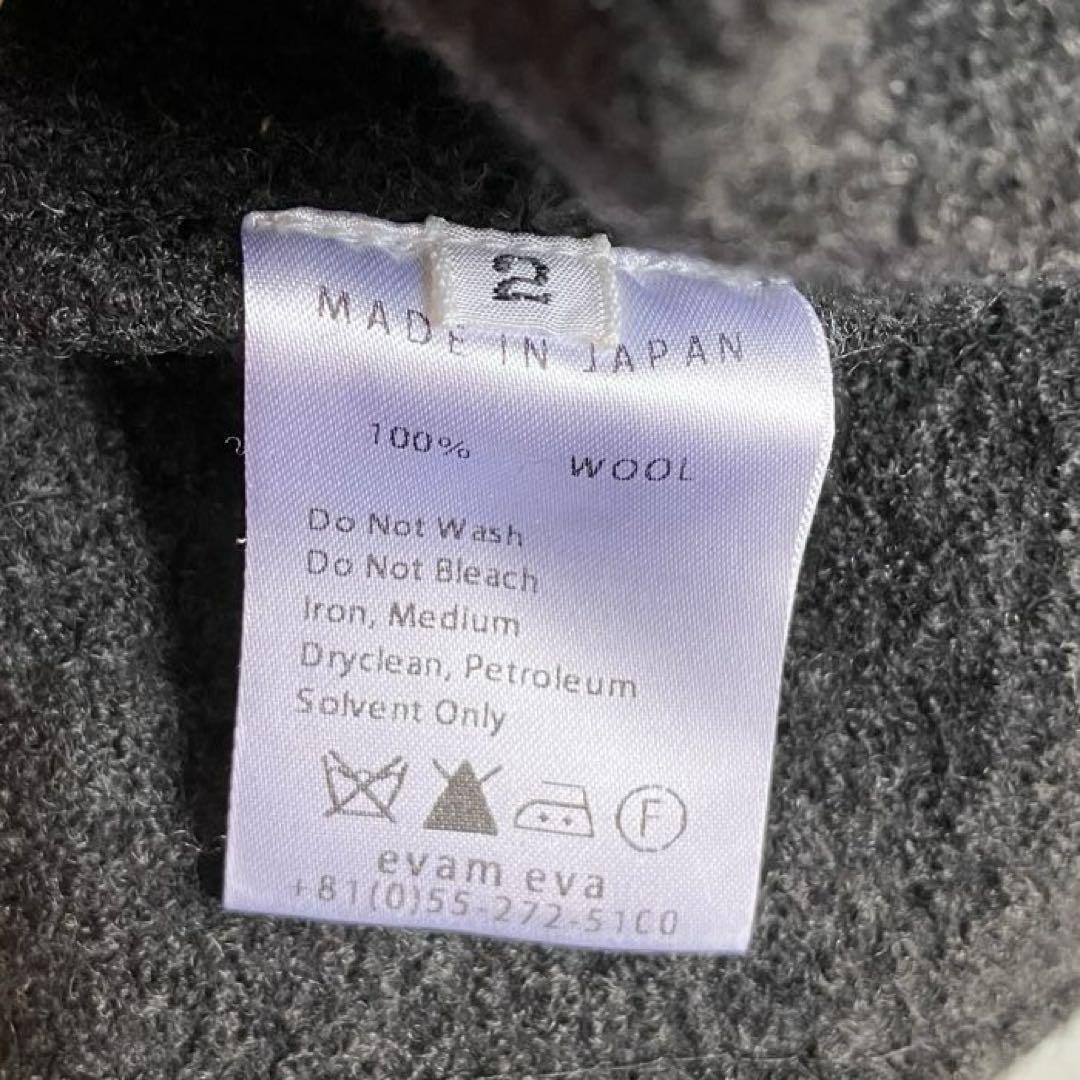 2
MADE IN JAPAN
100% WOOL
Do Not Wash
Do Not Bleach
Iron, Medium
Dryclean, Petroleum
Solvent Only
F
evam eva
+81(0)55-272-5100